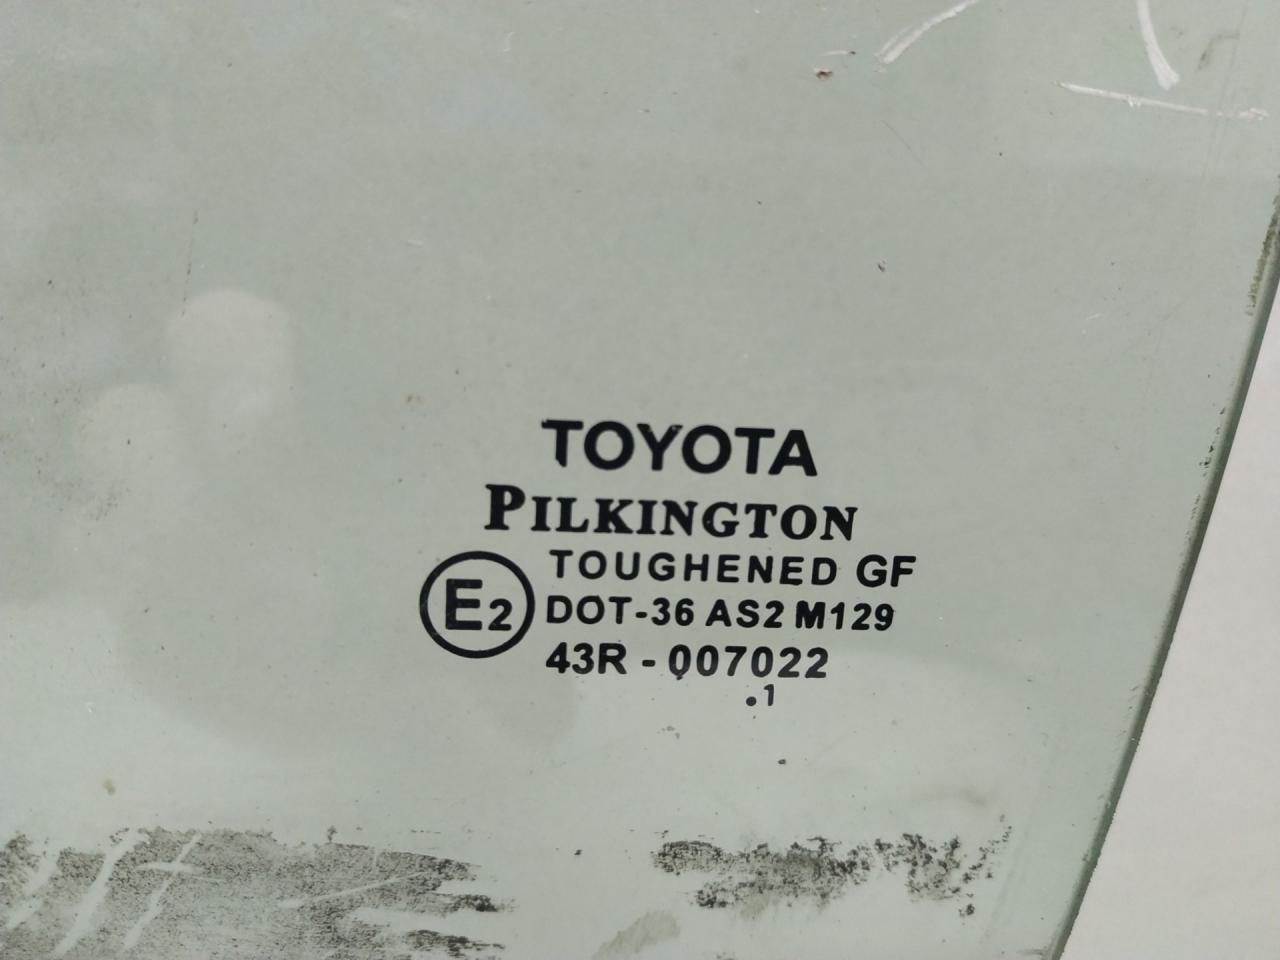 TOYOTA
PILKINGTON
TOUGHENED GF
E2 DOT-36 AS2 M129
43R - 007022
.1